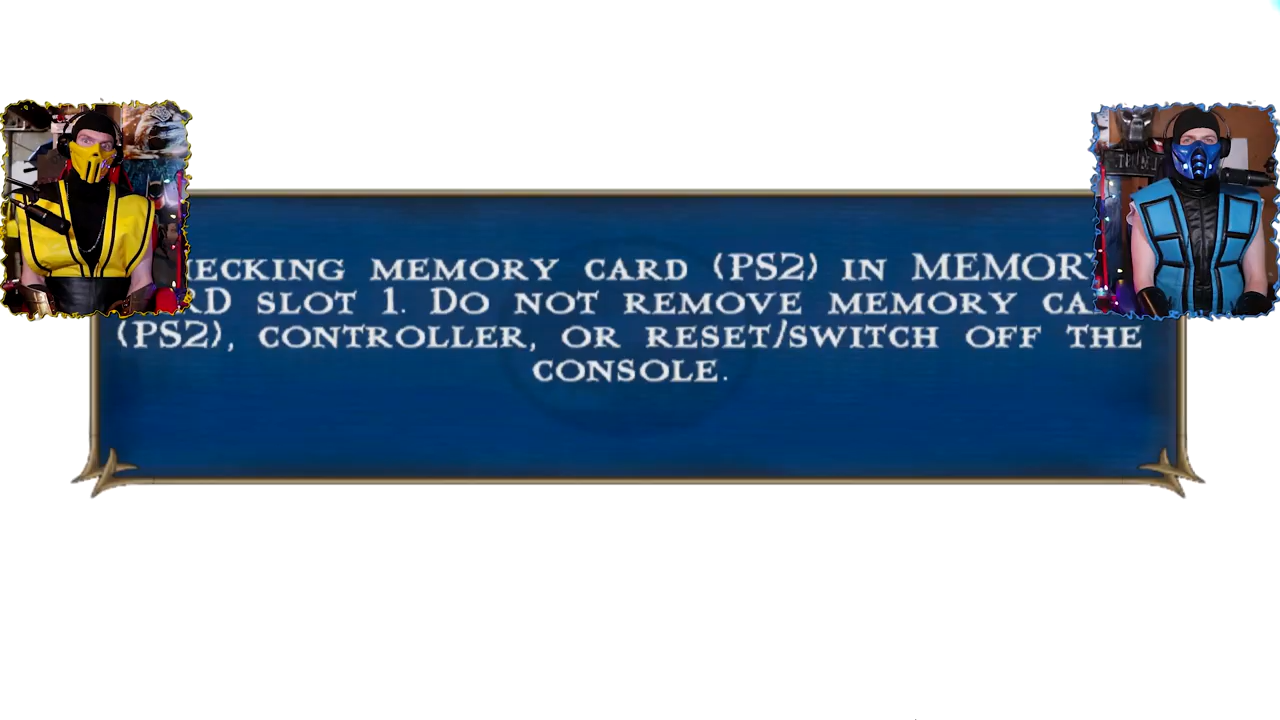 HECKING MEMORY CARD (PS2) IN MEMORY
RD SLOT 1. DO NOT REMOVE MEMORY CA
(PS2), CONTROLLER, OR RESET/SWITCH OFF THE
CONSOLE.